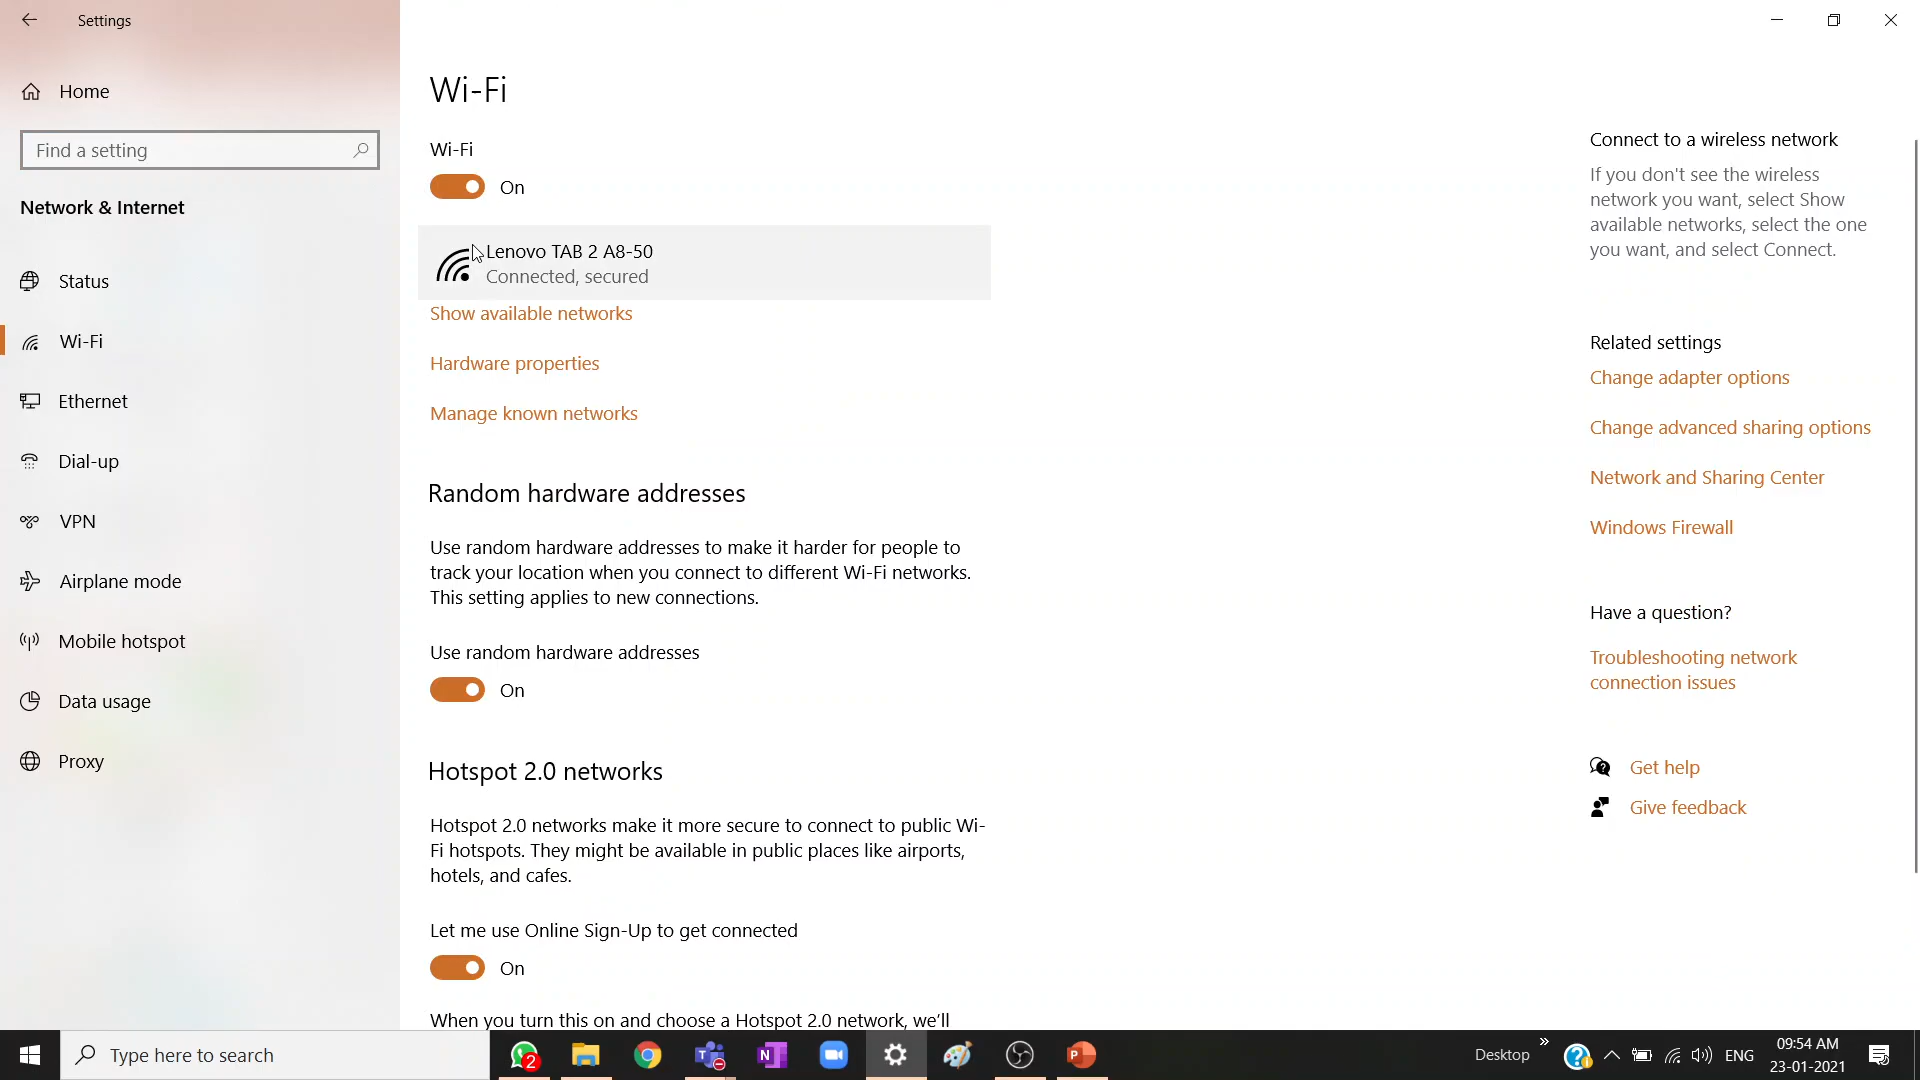 Settings
Home
Find a setting
Network & Internet
Status
Wi-Fi
Ethernet
Dial-up
VPN
Airplane mode
Mobile hotspot
Data usage
Proxy
Wi-Fi
Wi-Fi
On
Lenovo TAB 2 A8-50
Connected, secured
Show available networks
Hardware properties
Manage known networks
Random hardware addresses
Use random hardware addresses to make it harder for people to
track your location when you connect to different Wi-Fi networks.
This setting applies to new connections.
Use random hardware addresses
On
Hotspot 2.0 networks
Hotspot 2.0 networks make it more secure to connect to public Wi-
Fi hotspots. They might be available in public places like airports,
hotels, and cafes.
Let me use Online Sign-Up to get connected
On
When you turn this on and choose a Hotspot 2.0 network, we'll
Connect to a wireless network
If you don't see the wireless
network you want, select Show
available networks, select the one
you want, and select Connect.
Related settings
Change adapter options
Change advanced sharing options
Network and Sharing Center
Windows Firewall
Have a question?
Troubleshooting network
connection issues
Get help
Give feedback
Type here to search
2
Desktop
ENG
09:54 AM
23-01-2021